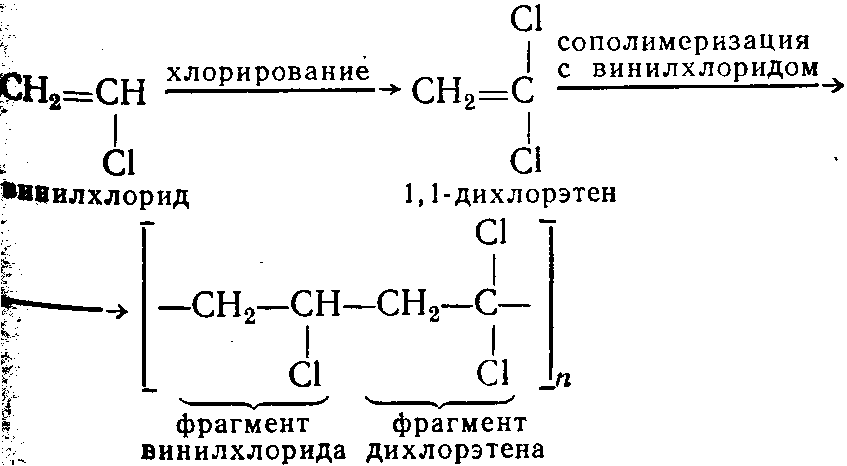 Cl
сополимеризация
CH₂=CH хлорирование CH₂=C с винилхлоридом
Cl Cl
винилхлорид 1,1-дихлорэтен
Cl
—CH₂—CH—CH₂—C—
Cl Cl n
фрагмент фрагмент
винилхлорида дихлорэтена